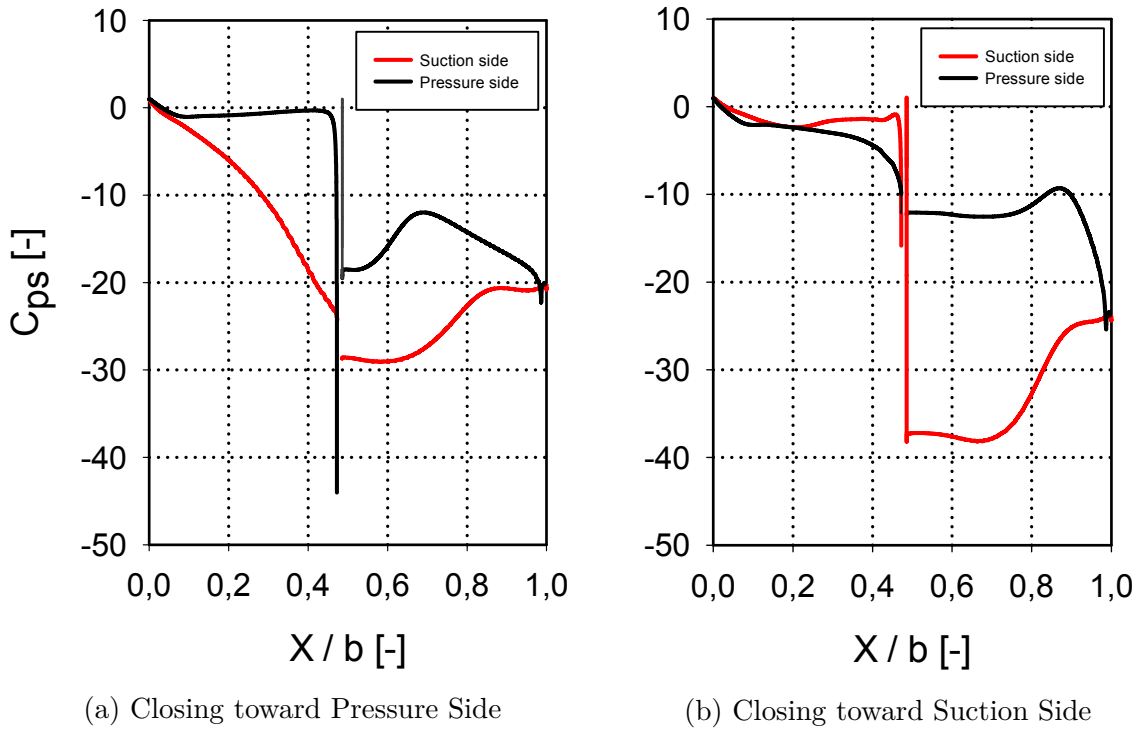 10
0
-10
-20
-30
-40
-50
C_ps [-]
0,0 0,2 0,4 0,6 0,8 1,0
X / b [-]
Suction side
Pressure side
(a) Closing toward Pressure Side
10
0
-10
-20
-30
-40
-50
0,0 0,2 0,4 0,6 0,8 1,0
X / b [-]
Suction side
Pressure side
(b) Closing toward Suction Side